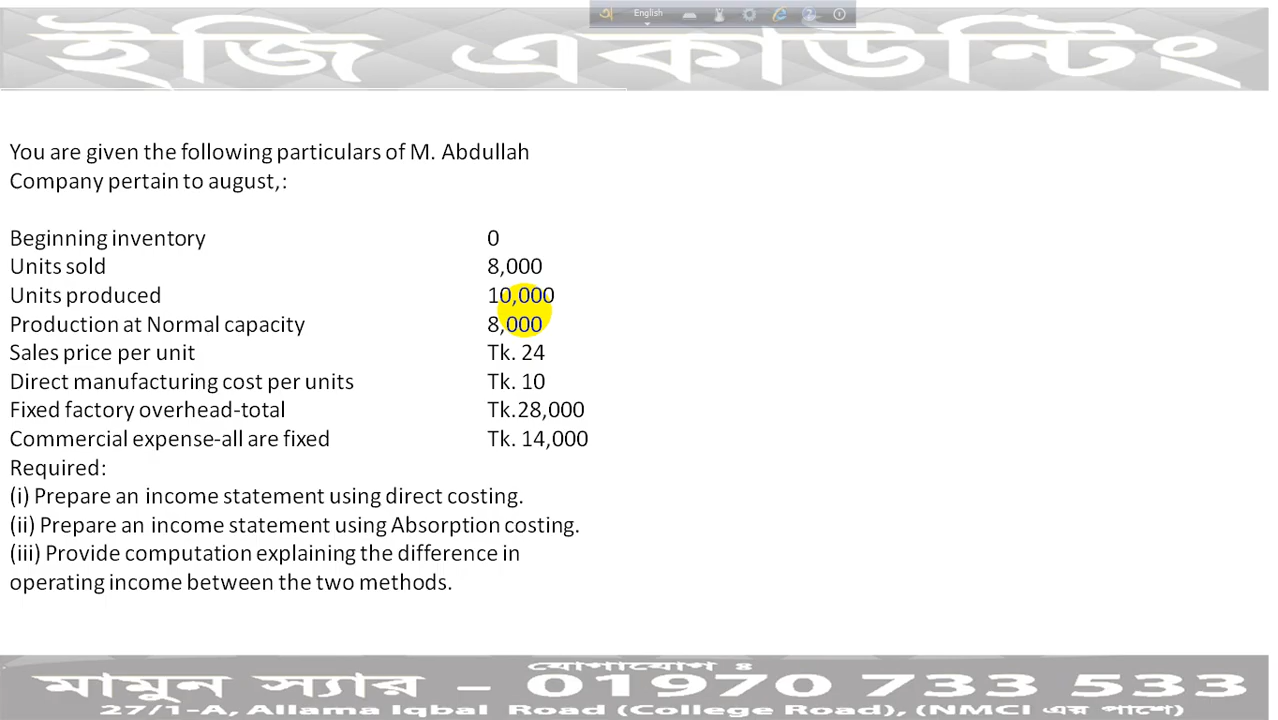 English
ইজি একাউন্টিং
You are given the following particulars of M. Abdullah
Company pertain to august,:
Beginning inventory 0
Units sold 8,000
Units produced 10,000
Production at Normal capacity 8,000
Sales price per unit Tk. 24
Direct manufacturing cost per units Tk. 10
Fixed factory overhead-total Tk.28,000
Commercial expense-all are fixed Tk. 14,000
Required:
(i) Prepare an income statement using direct costing.
(ii) Prepare an income statement using Absorption costing.
(iii) Provide computation explaining the difference in
operating income between the two methods.
যোগাযোগ ঃ
মামুন স্যার – 01970 733 533
27/1-A, Allama Iqbal Road (College Road), (NMCI এর পাশে)